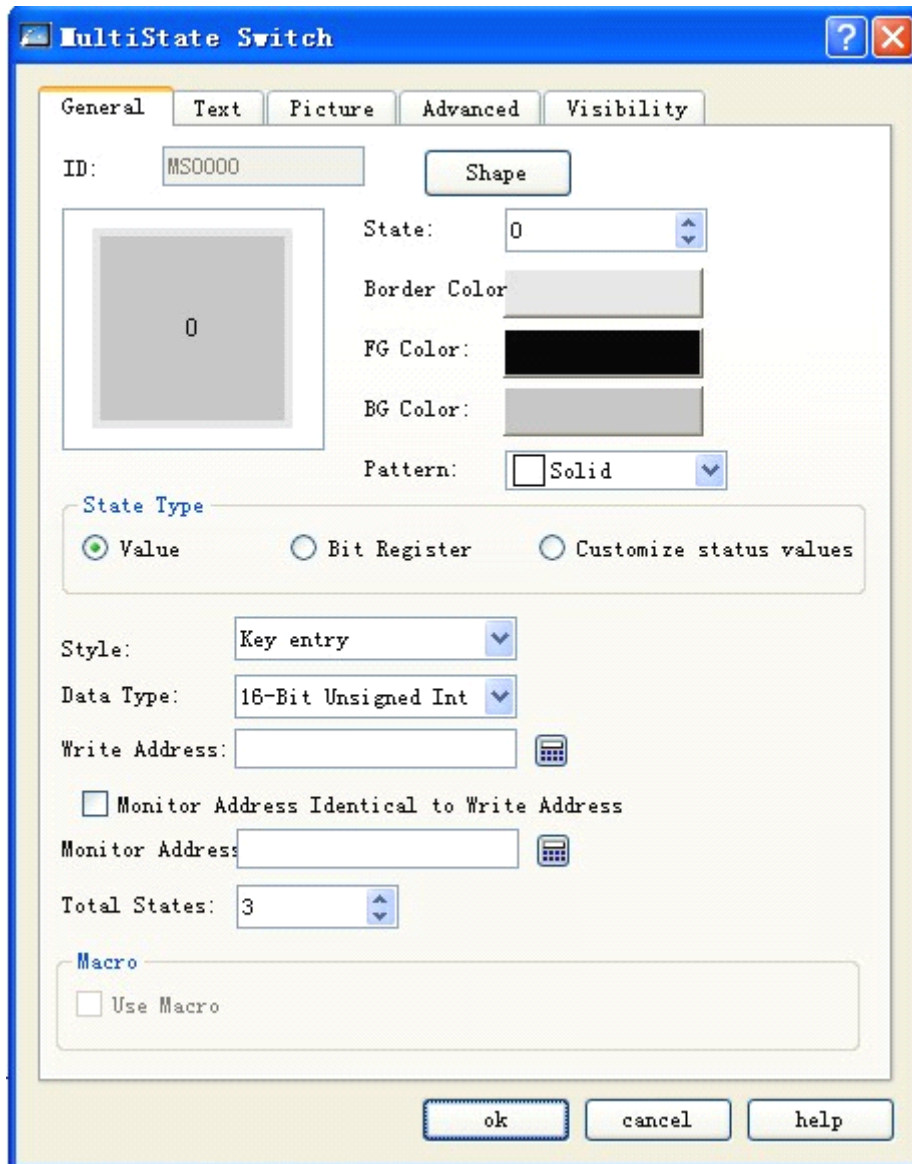 MultiState Switch
General Text Picture Advanced Visibility
ID: MS0000 Shape
State: 0
0
Border Color
FG Color:
BG Color:
Pattern: Solid
State Type
Value Bit Register Customize status values
Style: Key entry
Data Type: 16-Bit Unsigned Int
Write Address:
Monitor Address Identical to Write Address
Monitor Address
Total States: 3
Macro
Use Macro
ok cancel help